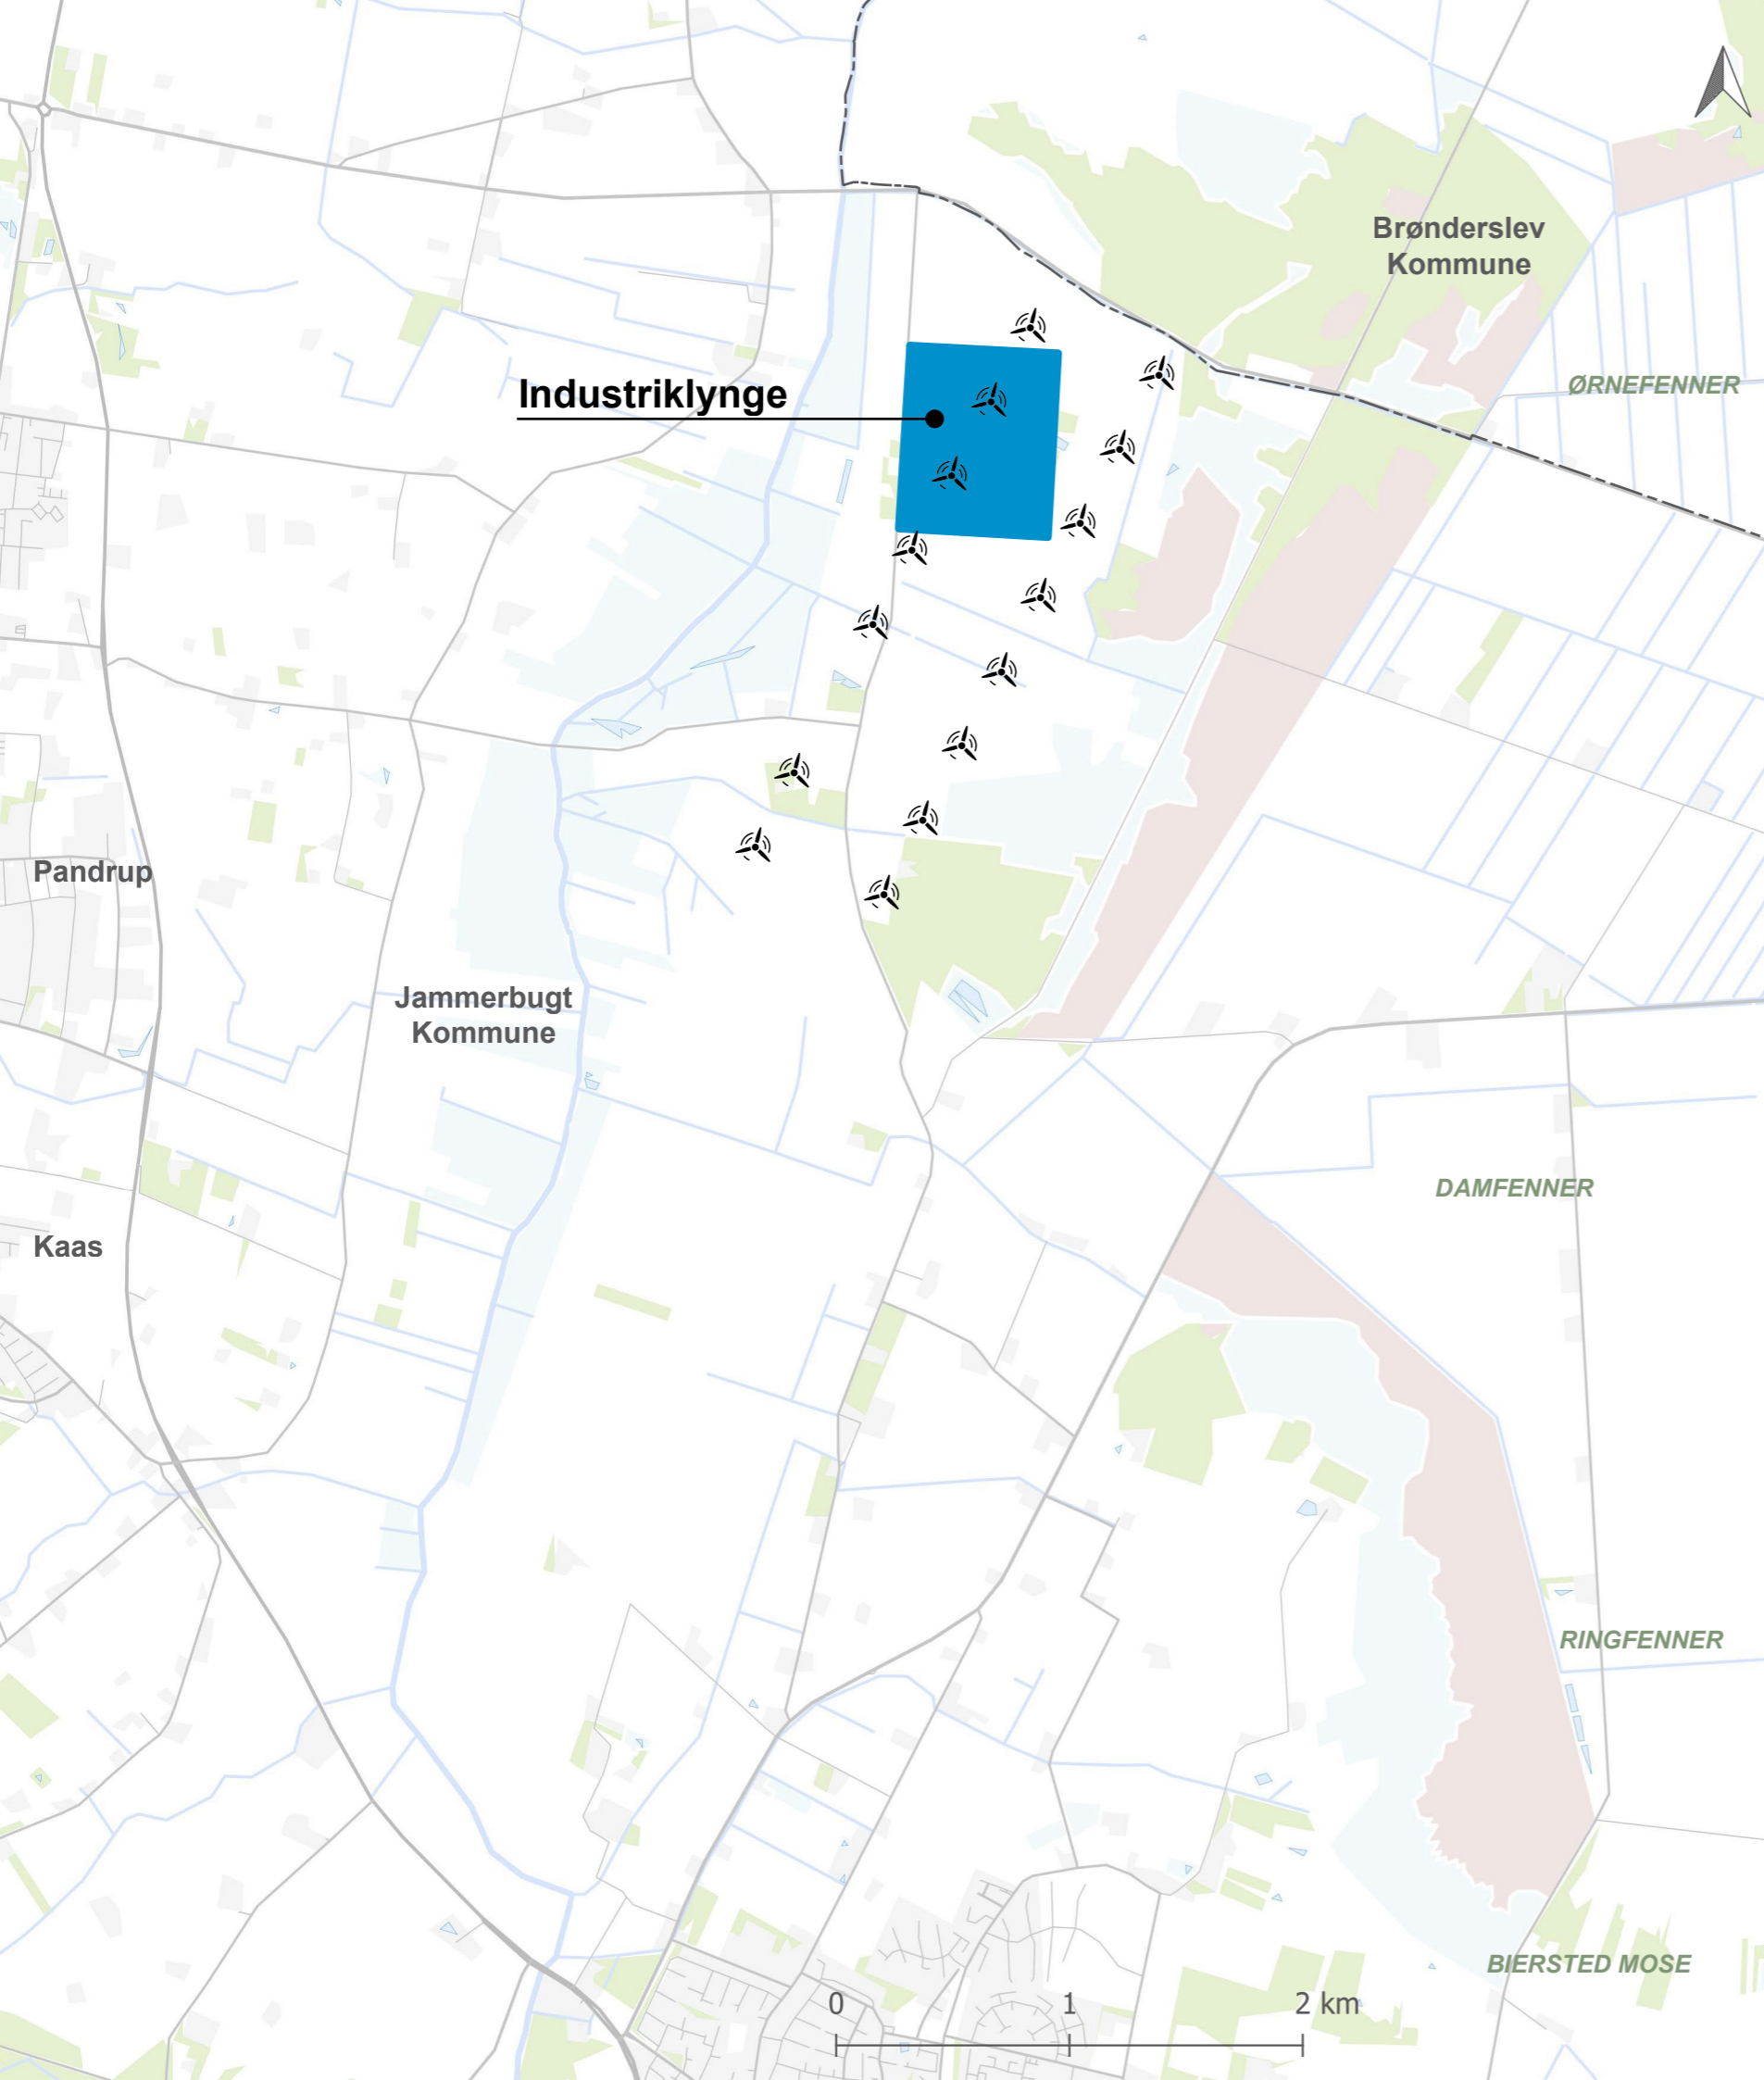 Brønderslev
Kommune
ØRNEFENNER
Industriklynge
Pandrup
Jammerbugt
Kommune
DAMFENNER
Kaas
RINGFENNER
BIERSTED MOSE
0 1 2 km